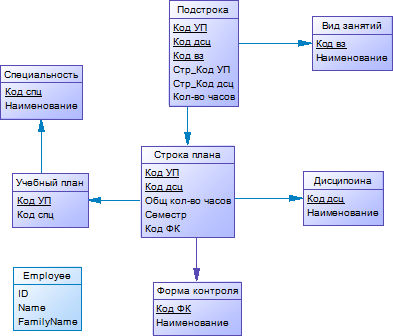 Подстрока
Код УП
Код дсц
Код вз
Стр_Код УП
Стр_Код дсц
Кол-во часов
Вид занятий
Код вз
Наименование
Специальность
Код спц
Наименование
Строка плана
Код УП
Код дсц
Общ кол-во часов
Семестр
Код ФК
Учебный план
Код УП
Код спц
Дисципоина
Код дсц
Наименование
Employee
ID
Name
FamilyName
Форма контроля
Код ФК
Наименование